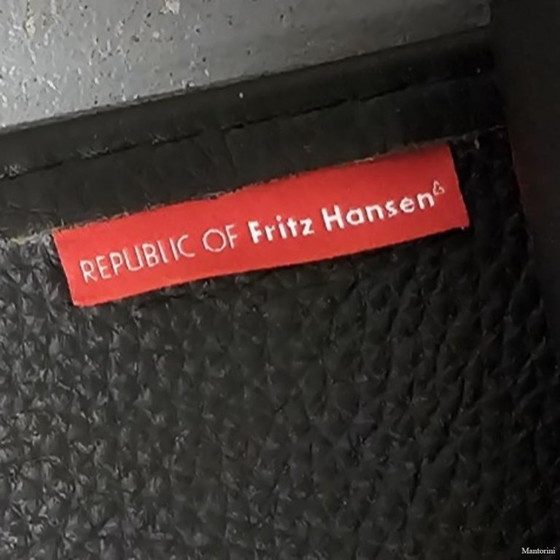 REPUBLIC OF Fritz Hansen
Mantorini